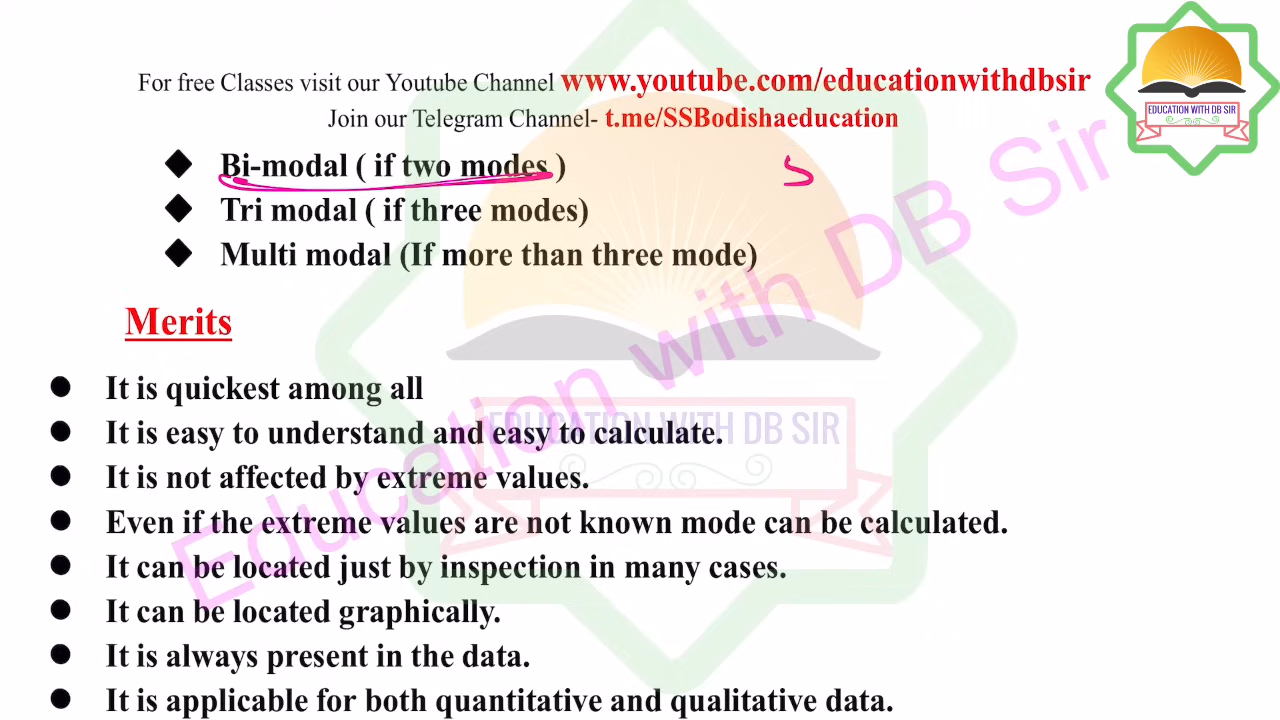 For free Classes visit our Youtube Channel www.youtube.com/educationwithdbsir
Join our Telegram Channel- t.me/SSBodishaeducation
EDUCATION WITH DB SIR
◆ Bi-modal ( if two modes )
◆ Tri modal ( if three modes)
◆ Multi modal (If more than three mode)
Merits
● It is quickest among all
● It is easy to understand and easy to calculate.
● It is not affected by extreme values.
● Even if the extreme values are not known mode can be calculated.
● It can be located just by inspection in many cases.
● It can be located graphically.
● It is always present in the data.
● It is applicable for both quantitative and qualitative data.
EDUCATION WITH DB SIR
Education with DB Sir